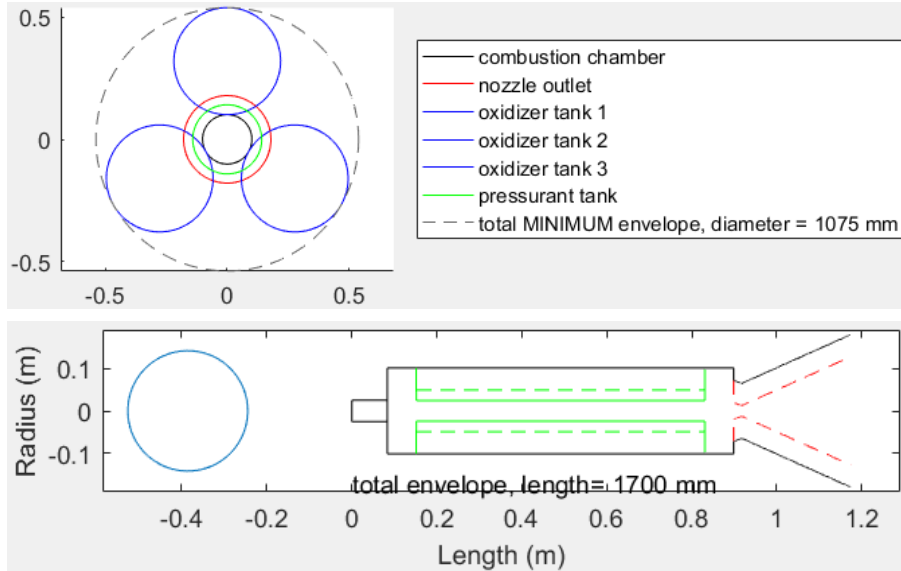 0.5
0
-0.5
-0.5 0 0.5
combustion chamber
nozzle outlet
oxidizer tank 1
oxidizer tank 2
oxidizer tank 3
pressurant tank
total MINIMUM envelope, diameter = 1075 mm
Radius (m)
0.1
0
-0.1
total envelope, length= 1700 mm
-0.4 -0.2 0 0.2 0.4 0.6 0.8 1 1.2
Length (m)